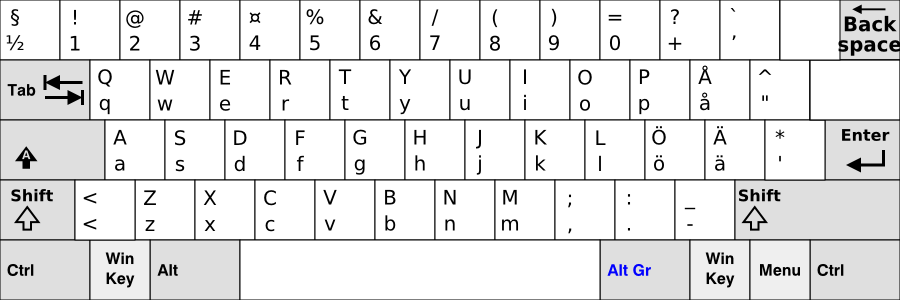 § ! @ # ¤ % & / ( ) = ? `
½ 1 2 3 4 5 6 7 8 9 0 + ´ Back space
Tab Q W E R T Y U I O P Å ^
q w e r t y u i o p å "
A A S D F G H J K L Ö Ä * Enter
a s d f g h j k l ö ä '
Shift < Z X C V B N M ; : _ Shift
< z x c v b n m , . -
Ctrl Win Key Alt Alt Gr Win Key Menu Ctrl